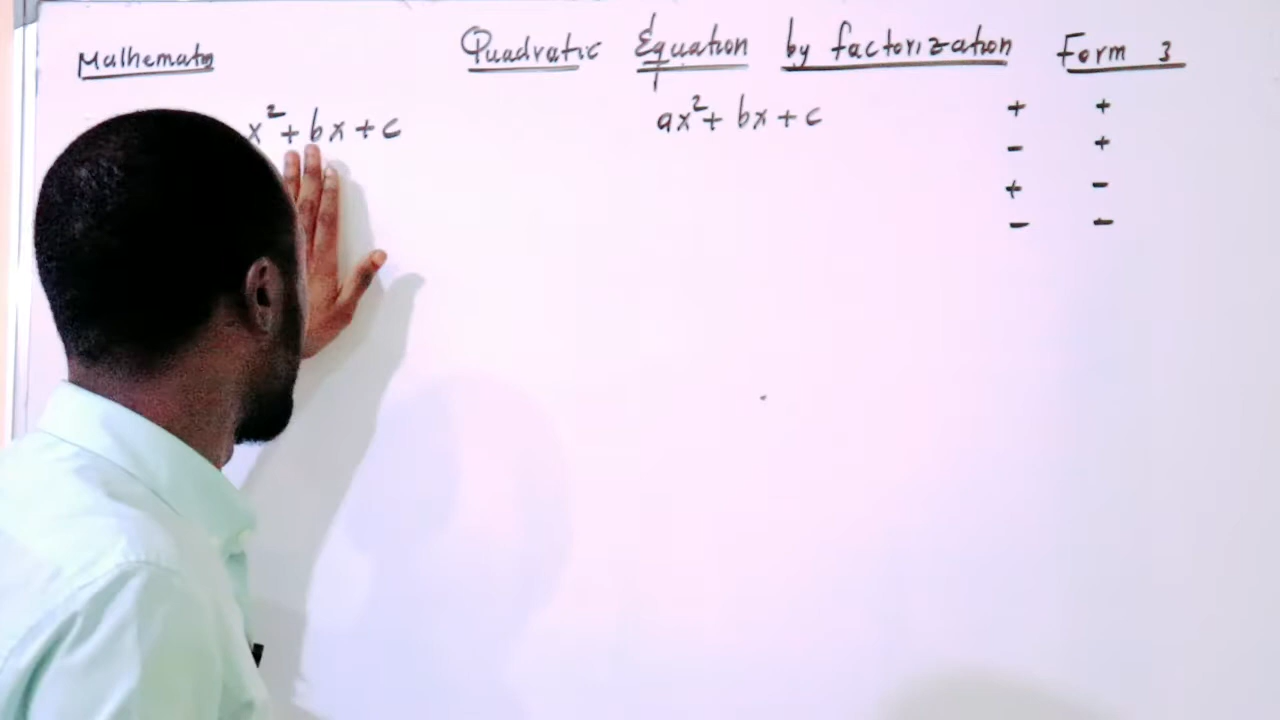 Mathematics Quadratic Equation by factorization Form 3
x² + bx + c ax² + bx + c + +
- +
+ -
- -